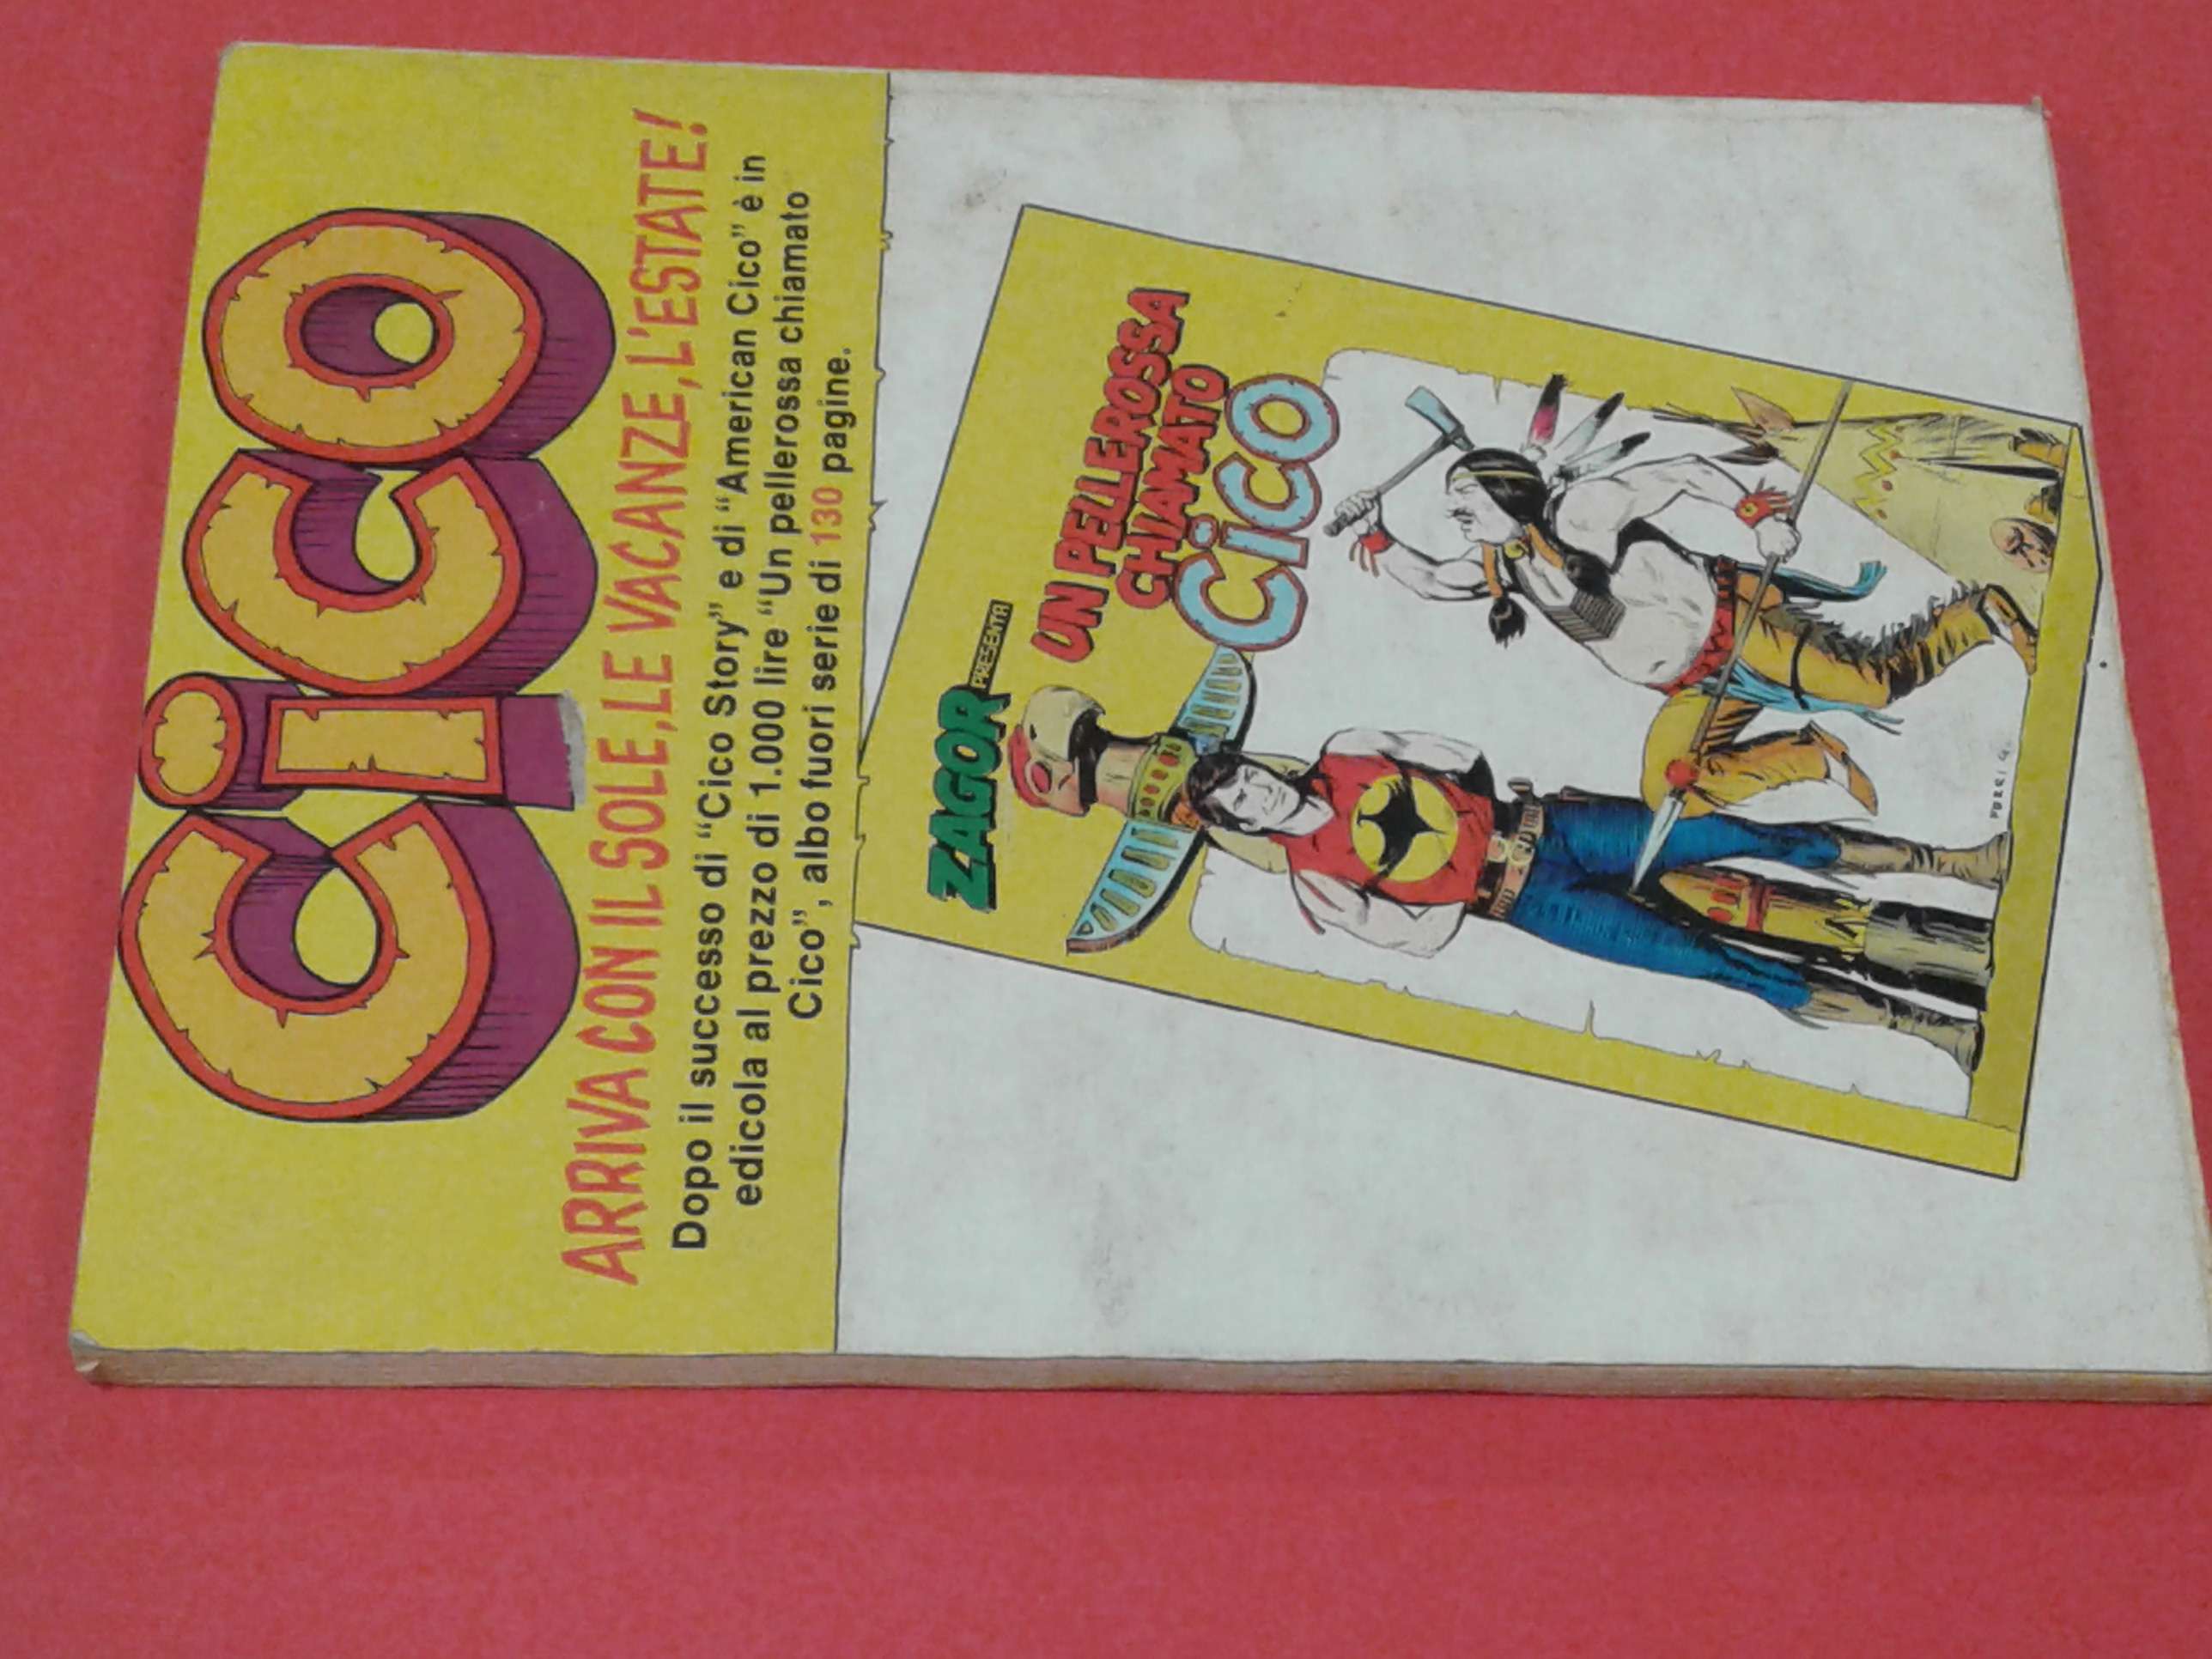 CiCO
ARRIVA CON IL SOLE, LE VACANZE, L'ESTATE!
Dopo il successo di “Cico Story” e di “American Cico” è in
edicola al prezzo di 1.000 lire “Un pellerossa chiamato
Cico”, albo fuori serie di 130 pagine.
ZAGOR PRESENTA
UN PELLEROSSA
CHIAMATO
CiCO